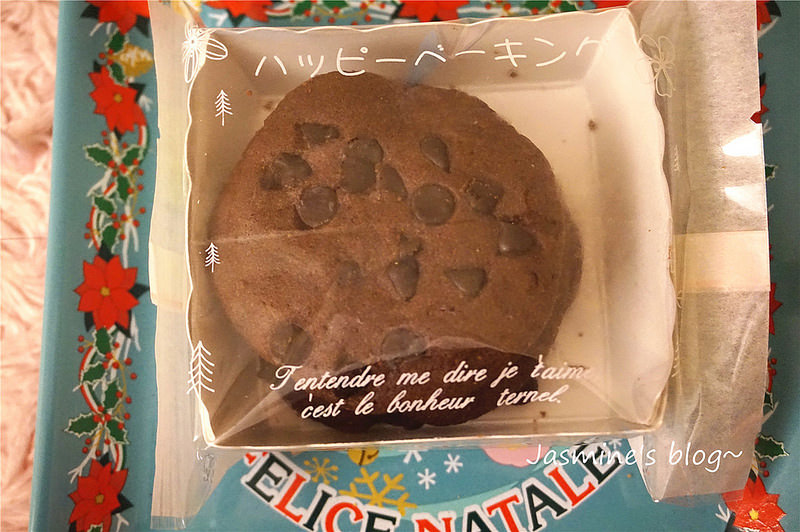 ハッピーベーキング
T'entendre me dire je t'aime
c'est le bonheur ternel.
Jasmine's blog~
FELICE NATALE